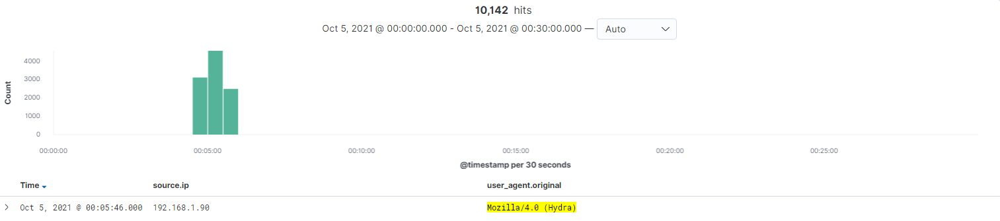 10,142 hits
Oct 5, 2021 @ 00:00:00.000 - Oct 5, 2021 @ 00:30:00.000 — Auto
Count
4000
3000
2000
1000
0
00:00:00 00:05:00 00:10:00 00:15:00 00:20:00 00:25:00
@timestamp per 30 seconds
Time source.ip user_agent.original
Oct 5, 2021 @ 00:05:46.000 192.168.1.90 Mozilla/4.0 (Hydra)